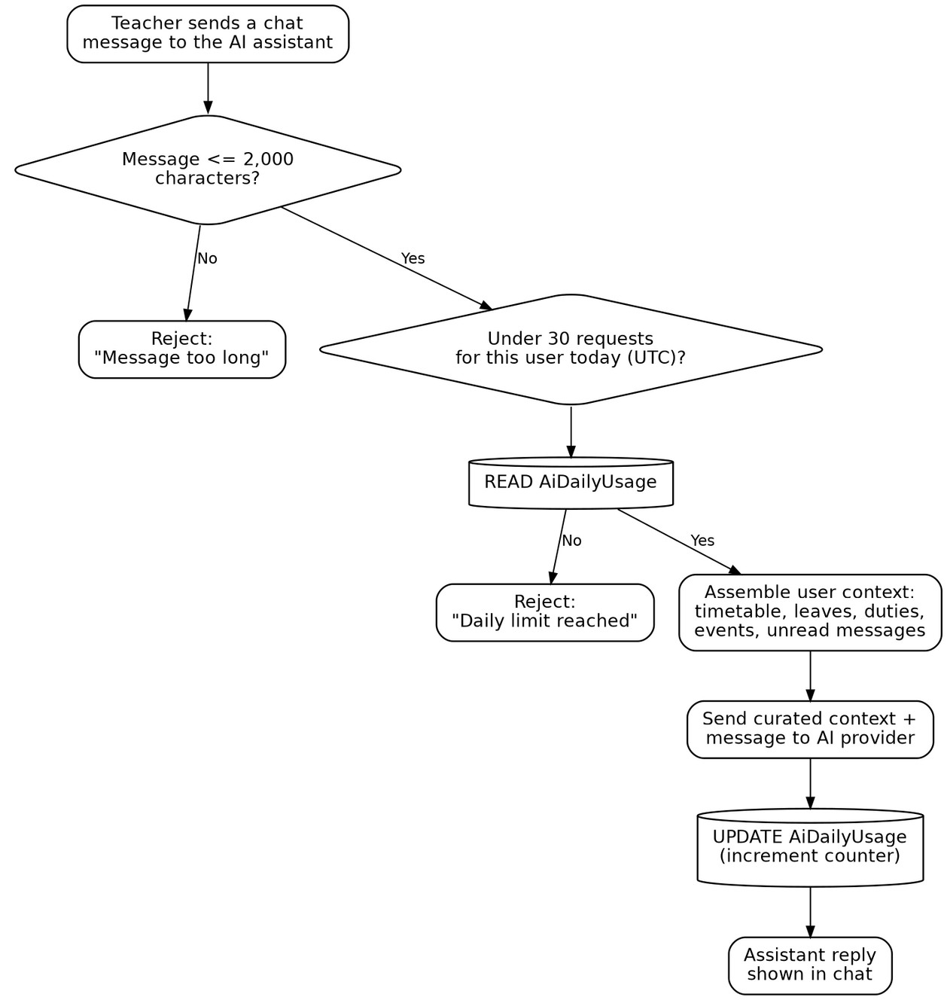 Teacher sends a chat
message to the AI assistant
Message <= 2,000
characters?
No
Yes
Reject:
"Message too long"
Under 30 requests
for this user today (UTC)?
READ AiDailyUsage
No
Yes
Reject:
"Daily limit reached"
Assemble user context:
timetable, leaves, duties,
events, unread messages
Send curated context +
message to AI provider
UPDATE AiDailyUsage
(increment counter)
Assistant reply
shown in chat